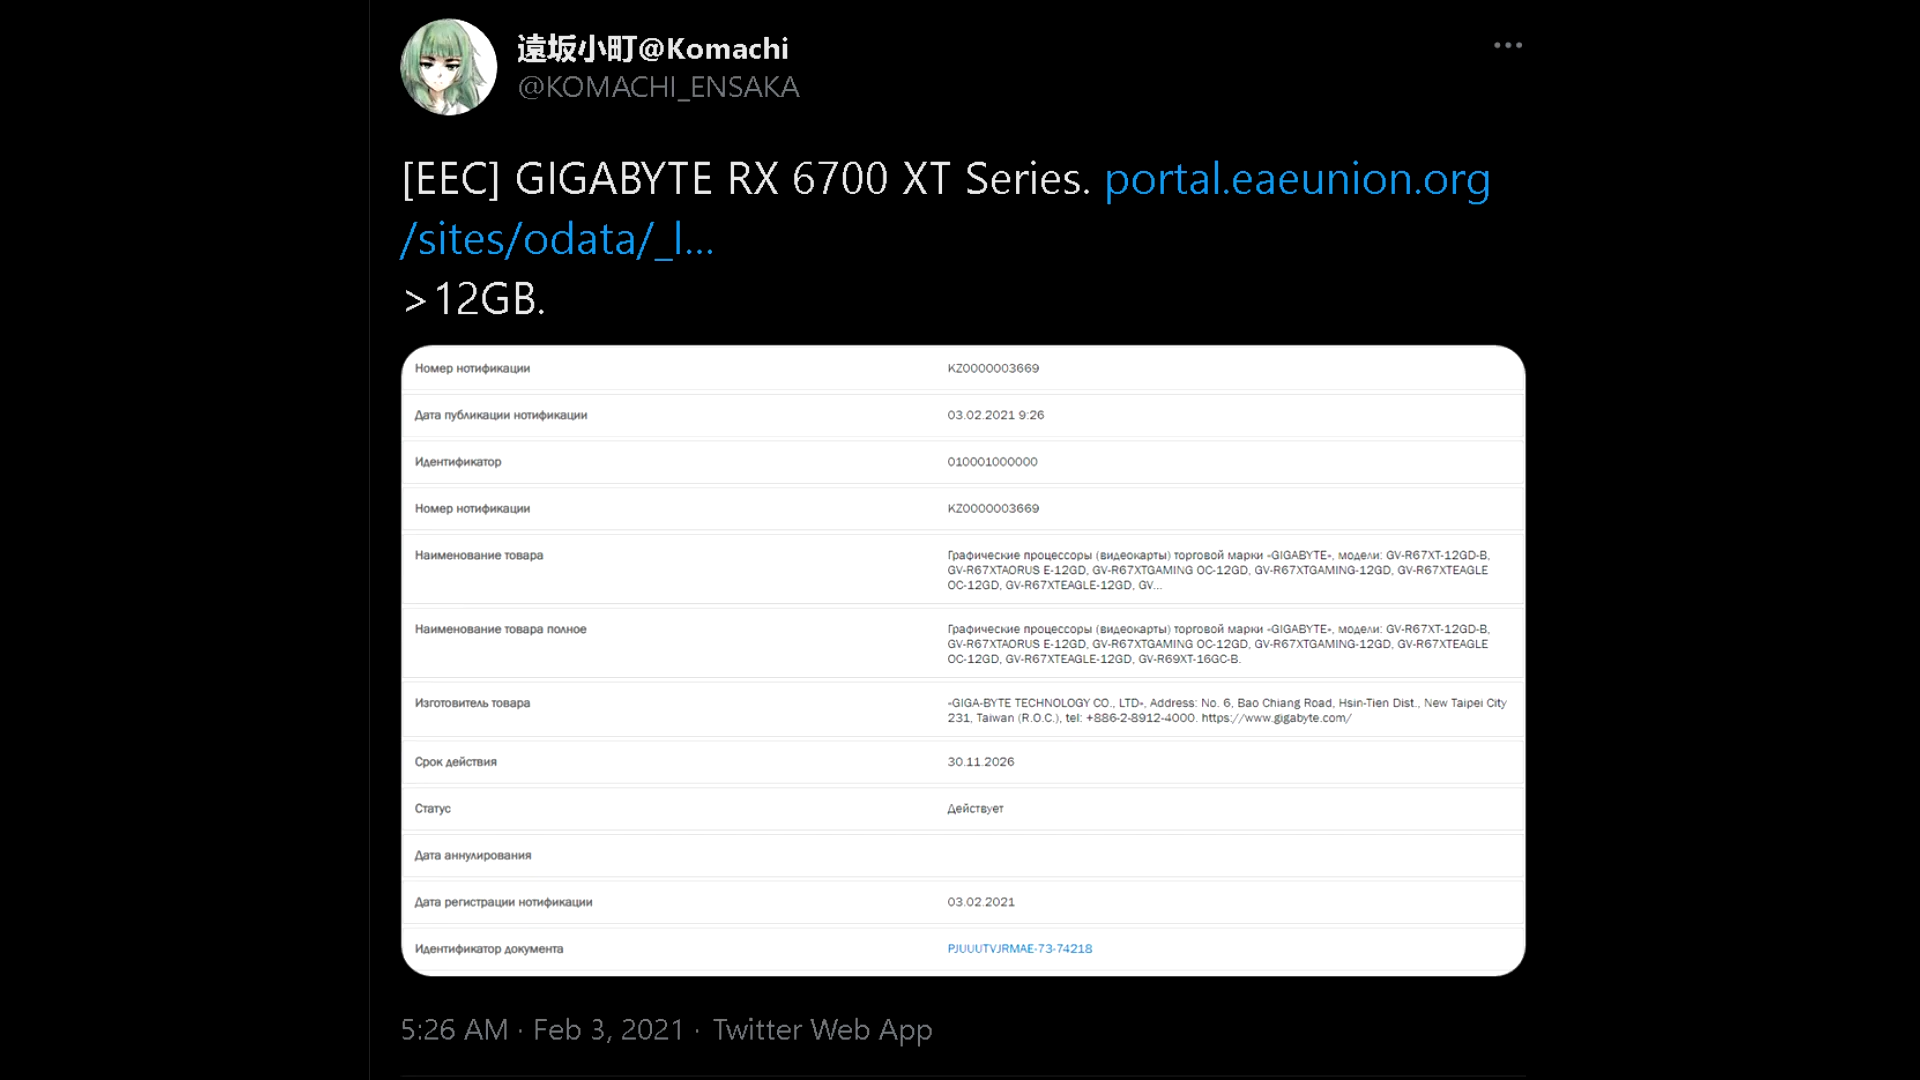 遠坂小町@Komachi
@KOMACHI_ENSAKA
[EEC] GIGABYTE RX 6700 XT Series. portal.eaeunion.org
/sites/odata/_l...
>12GB.
Номер нотификации KZ0000003669
Дата публикации нотификации 03.02.2021 9:26
Идентификатор 010001000000
Номер нотификации KZ0000003669
Наименование товара Графические процессоры (видеокарты) торговой марки «GIGABYTE», модели: GV-R67XT-12GD-B,
GV-R67XTAORUS E-12GD, GV-R67XTGAMING OC-12GD, GV-R67XTGAMING-12GD, GV-R67XTEAGLE
OC-12GD, GV-R67XTEAGLE-12GD, GV...
Наименование товара полное Графические процессоры (видеокарты) торговой марки «GIGABYTE», модели: GV-R67XT-12GD-B,
GV-R67XTAORUS E-12GD, GV-R67XTGAMING OC-12GD, GV-R67XTGAMING-12GD, GV-R67XTEAGLE
OC-12GD, GV-R67XTEAGLE-12GD, GV-R69XT-16GC-B.
Изготовитель товара «GIGA-BYTE TECHNOLOGY CO., LTD», Address: No. 6, Bao Chiang Road, Hsin-Tien Dist., New Taipei City
231, Taiwan (R.O.C.), tel: +886-2-8912-4000. https://www.gigabyte.com/
Срок действия 30.11.2026
Статус Действует
Дата аннулирования
Дата регистрации нотификации 03.02.2021
Идентификатор документа PJUUUTVJRMAE-73-74218
5:26 AM · Feb 3, 2021 · Twitter Web App